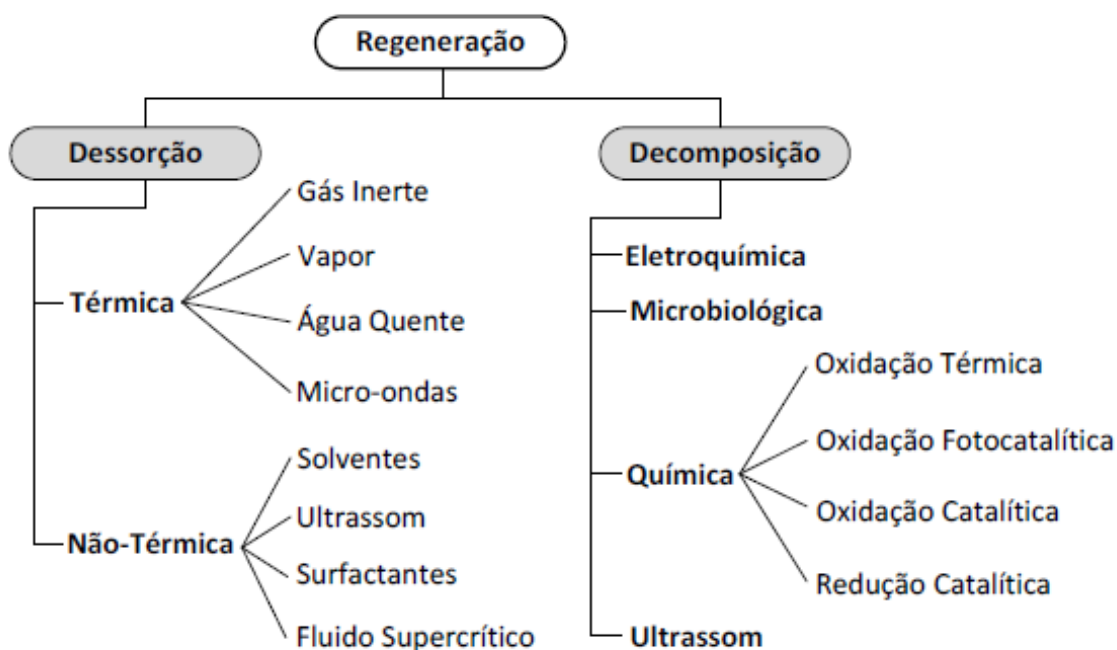 Regeneração
Dessorção
Térmica
Gás Inerte
Vapor
Água Quente
Micro-ondas
Não-Térmica
Solventes
Ultrassom
Surfactantes
Fluido Supercrítico
Decomposição
Eletroquímica
Microbiológica
Química
Oxidação Térmica
Oxidação Fotocatalítica
Oxidação Catalítica
Redução Catalítica
Ultrassom